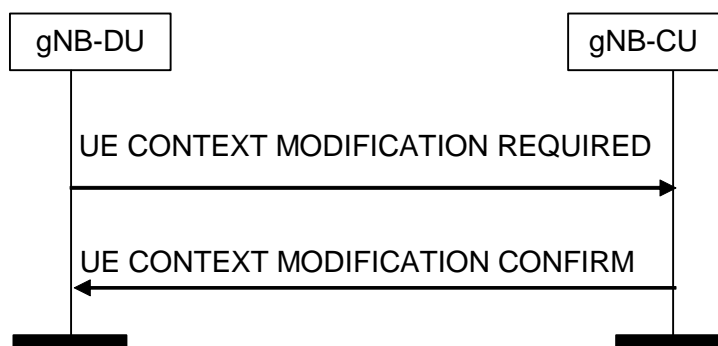 gNB-DU
gNB-CU
UE CONTEXT MODIFICATION REQUIRED
UE CONTEXT MODIFICATION CONFIRM